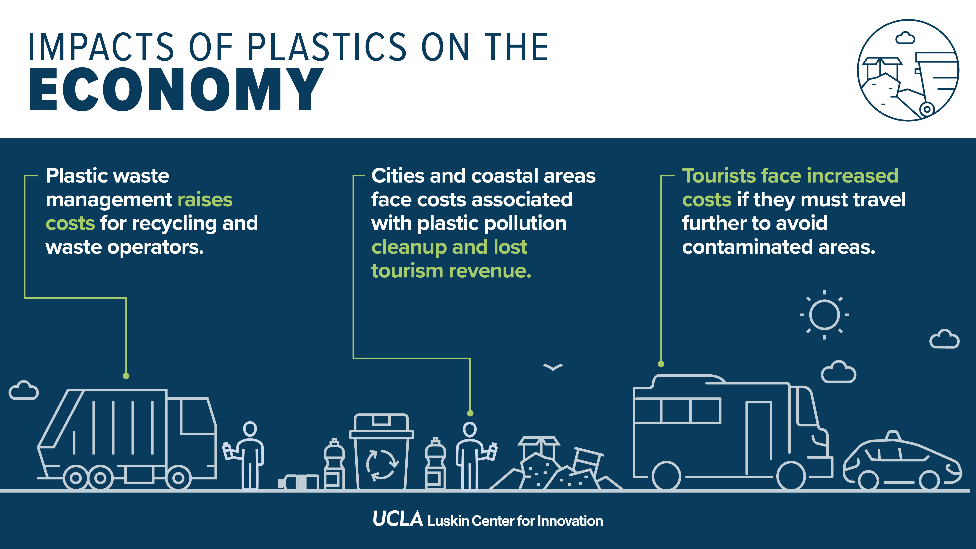 IMPACTS OF PLASTICS ON THE
ECONOMY
Plastic waste
management raises
costs for recycling and
waste operators.
Cities and coastal areas
face costs associated
with plastic pollution
cleanup and lost
tourism revenue.
Tourists face increased
costs if they must travel
further to avoid
contaminated areas.
UCLA Luskin Center for Innovation